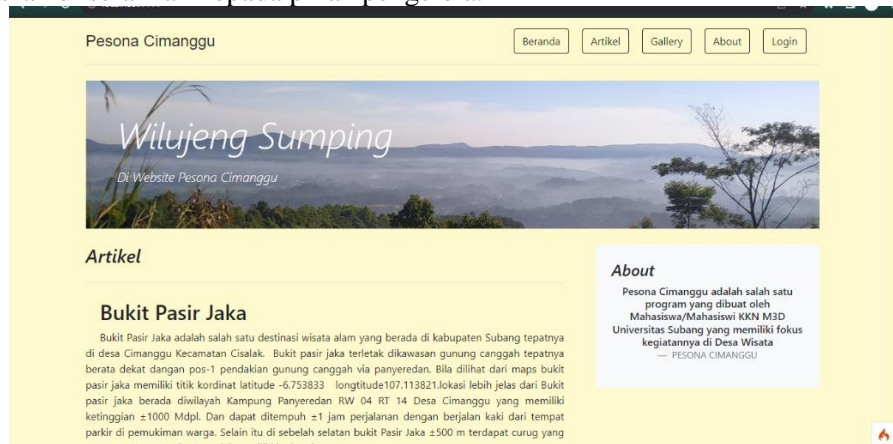 Pesona Cimanggu
Beranda Artikel Gallery About Login
Wilujeng Sumping
Di Website Pesona Cimanggu
Artikel
Bukit Pasir Jaka
Bukit Pasir Jaka adalah salah satu destinasi wisata alam yang berada di kabupaten Subang tepatnya
di desa Cimanggu Kecamatan Cisalak. Bukit pasir jaka terletak dikawasan gunung canggah tepatnya
berata dekat dangan pos-1 pendakian gunung canggah via panyeredan. Bila dilihat dari maps bukit
pasir jaka memiliki titik kordinat latitude -6.753833 longtitude107.113821.lokasi lebih jelas dari Bukit
pasir jaka berada diwilayah Kampung Panyeredan RW 04 RT 14 Desa Cimanggu yang memiliki
ketinggian ±1000 Mdpl. Dan dapat ditempuh ±1 jam perjalanan dengan berjalan kaki dari tempat
parkir di pemukiman warga. Selain itu di sebelah selatan bukit Pasir Jaka ±500 m terdapat curug yang
About
Pesona Cimanggu adalah salah satu
program yang dibuat oleh
Mahasiswa/Mahasiswi KKN M3D
Universitas Subang yang memiliki fokus
kegiatannya di Desa Wisata
— PESONA CIMANGGU